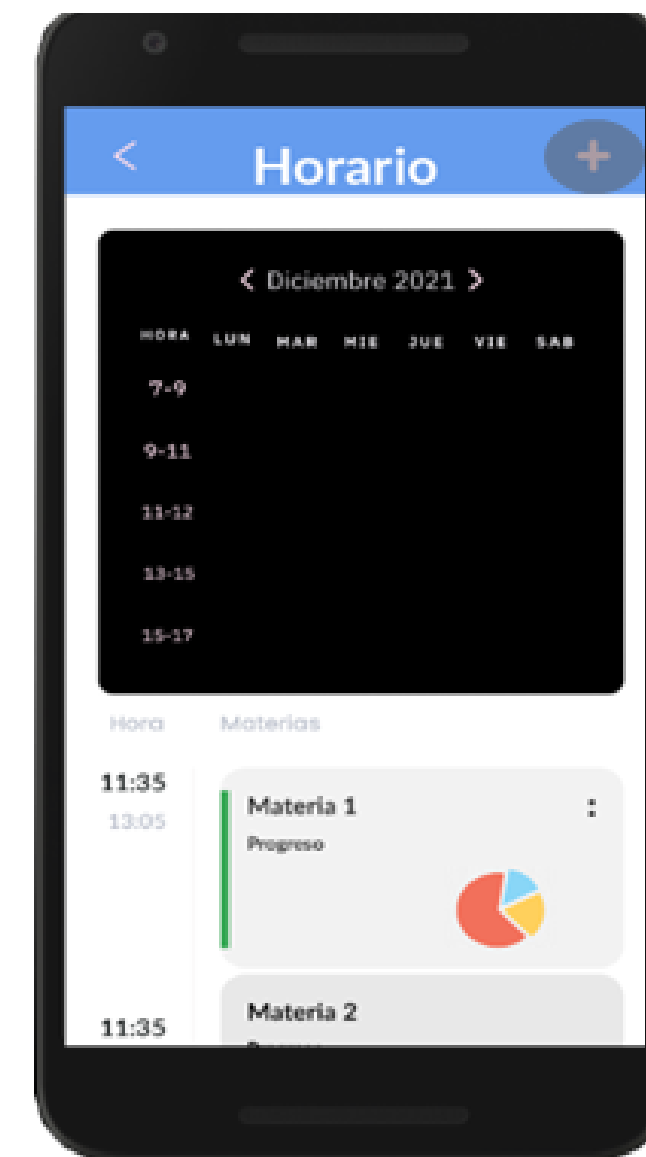 < Horario +
< Diciembre 2021 >
HORA LUN MAR MIE JUE VIE SAB
7-9
9-11
11-12
13-15
15-17
Hora Materias
11:35 Materia 1 :
13:05 Progreso
11:35 Materia 2